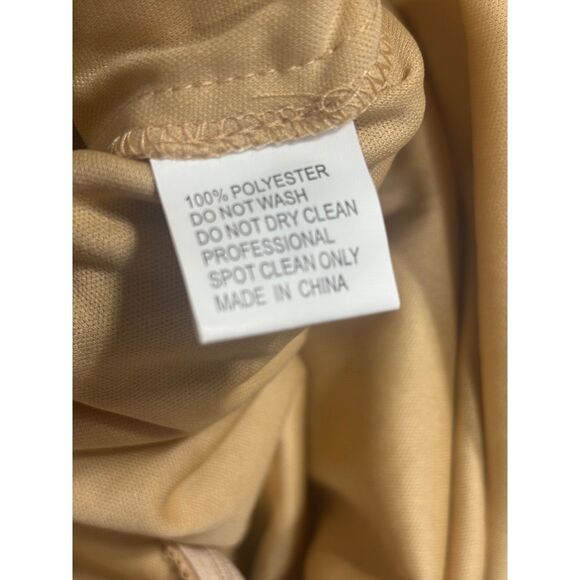 100% POLYESTER
DO NOT WASH
DO NOT DRY CLEAN
PROFESSIONAL
SPOT CLEAN ONLY
MADE IN CHINA